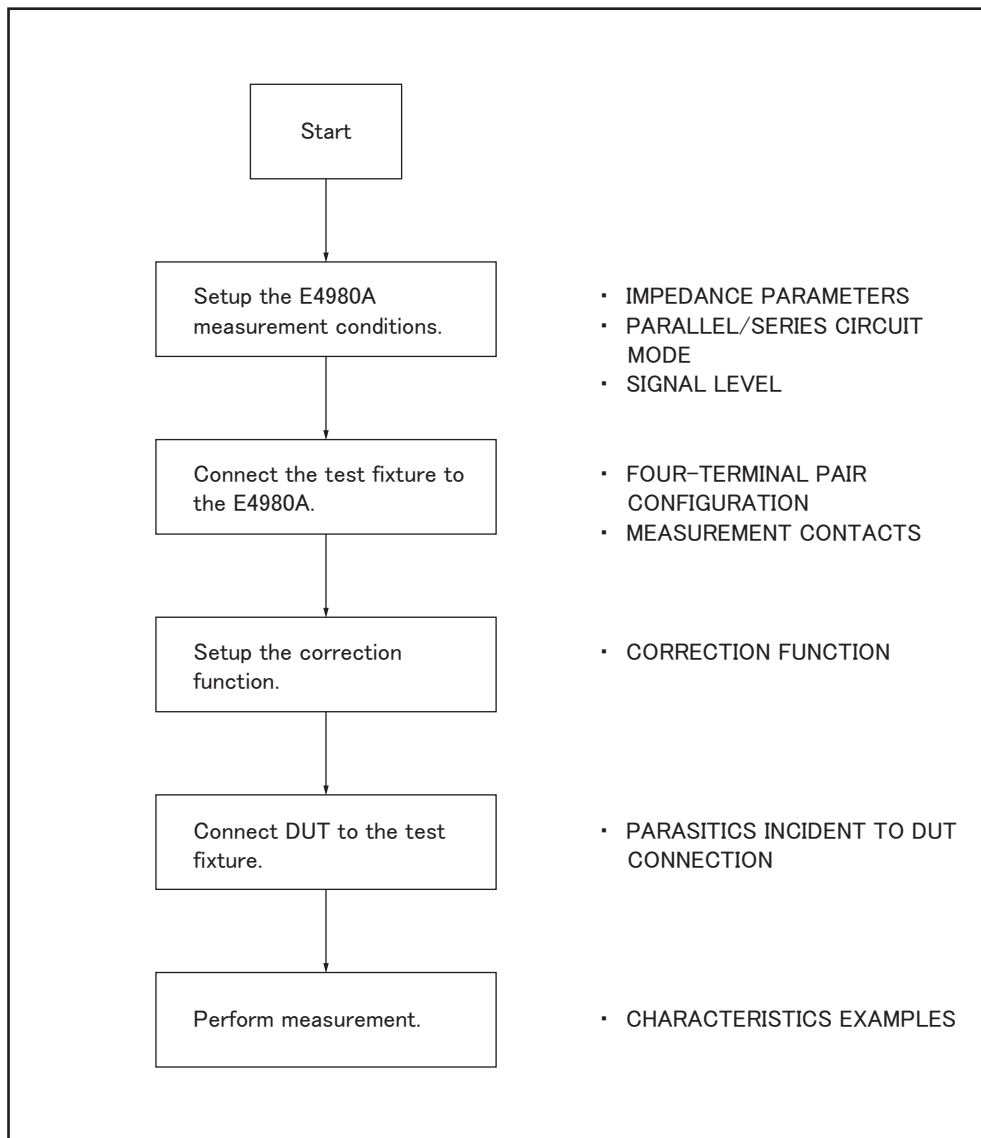 Start
Setup the E4980A
measurement conditions.
・ IMPEDANCE PARAMETERS
・ PARALLEL/SERIES CIRCUIT
MODE
・ SIGNAL LEVEL
Connect the test fixture to
the E4980A.
・ FOUR-TERMINAL PAIR
CONFIGURATION
・ MEASUREMENT CONTACTS
Setup the correction
function.
・ CORRECTION FUNCTION
Connect DUT to the test
fixture.
・ PARASITICS INCIDENT TO DUT
CONNECTION
Perform measurement.
・ CHARACTERISTICS EXAMPLES